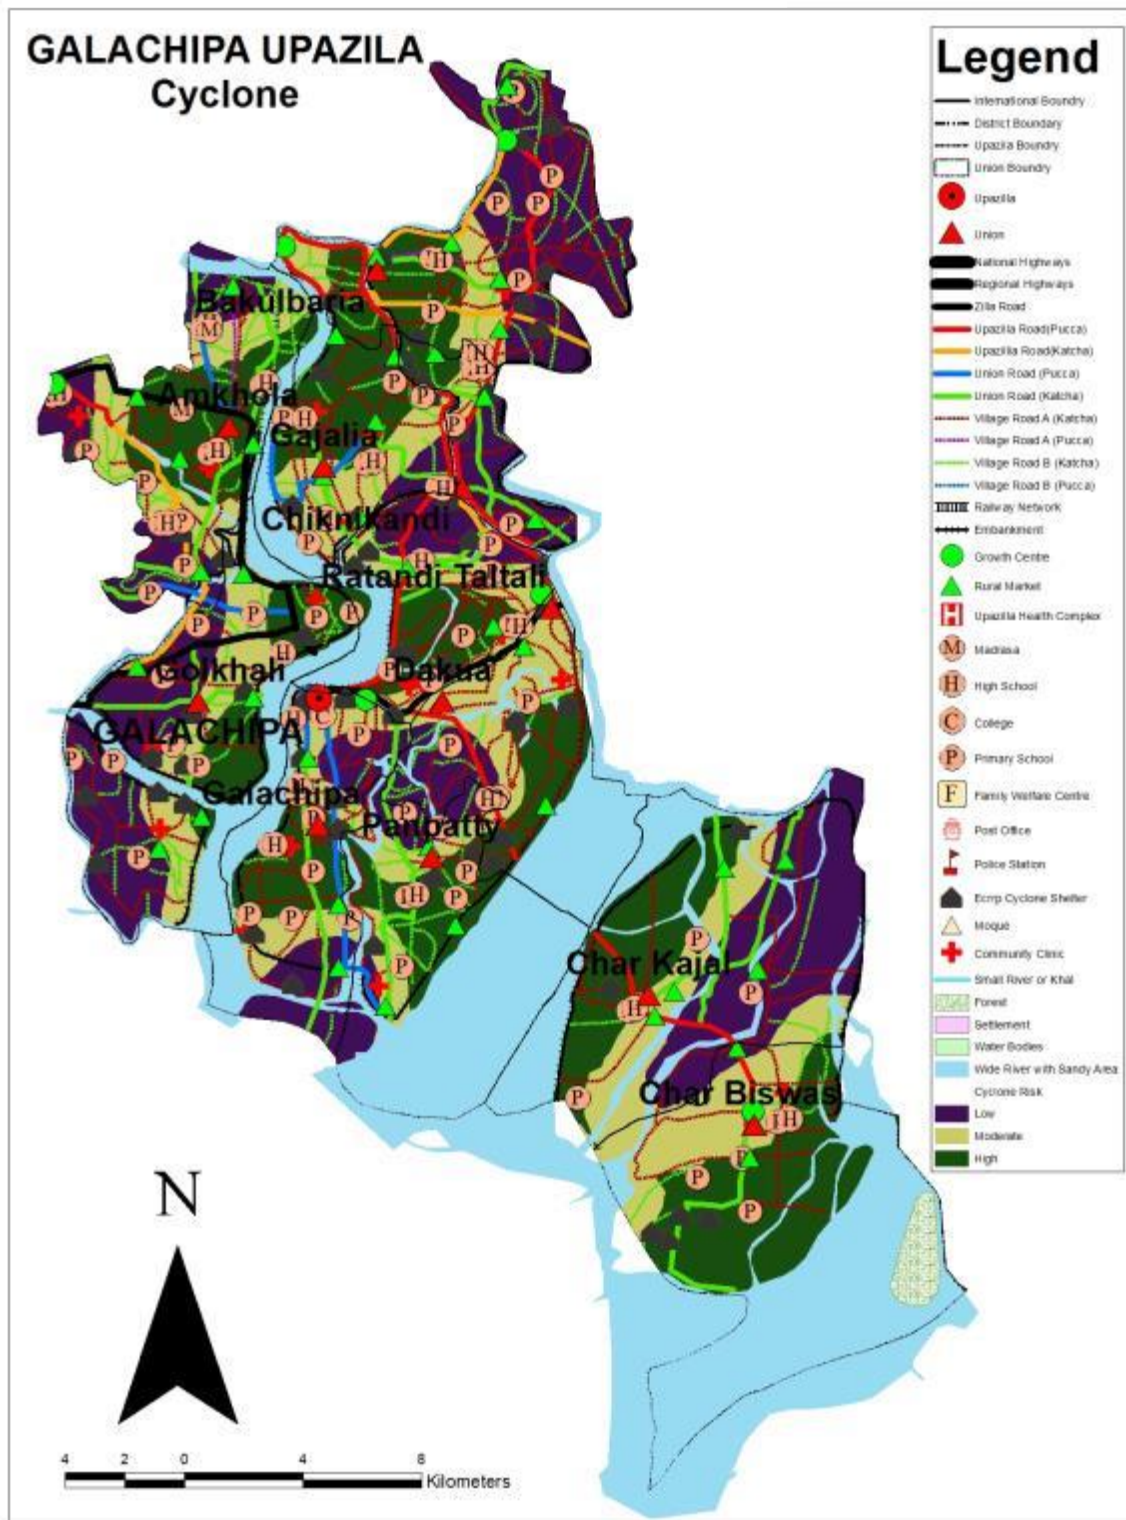 GALACHIPA UPAZILA
Cyclone
Legend
International Boundry
District Boundary
Upazila Boundry
Union Boundry
Upazilla
Union
National Highways
Regional Highways
Zilla Road
Upazilla Road(Pucca)
Upazilla Road(Katcha)
Union Road (Pucca)
Union Road (Katcha)
Village Road A (Katcha)
Village Road A (Pucca)
Village Road B (Katcha)
Village Road B (Pucca)
Railway Network
Embankment
Growth Centre
Rural Market
H Upazilla Health Complex
M Madrasa
H High School
C College
P Primary School
F Family Welfare Centre
Post Office
Police Station
Ecrrp Cyclone Shelter
Moque
Community Clinic
Small River or Khal
Forest
Settlement
Water Bodies
Wide River with Sandy Area
Cyclone Risk
Low
Moderate
High
Bakulbaria
Amkhola
Gajalia
Chiknikandi
Ratandi Taltali
Golkhali
Dakua
GALACHIPA
Galachipa
Panpatty
Char Kajal
Char Biswas
N
4 2 0 4 8
Kilometers